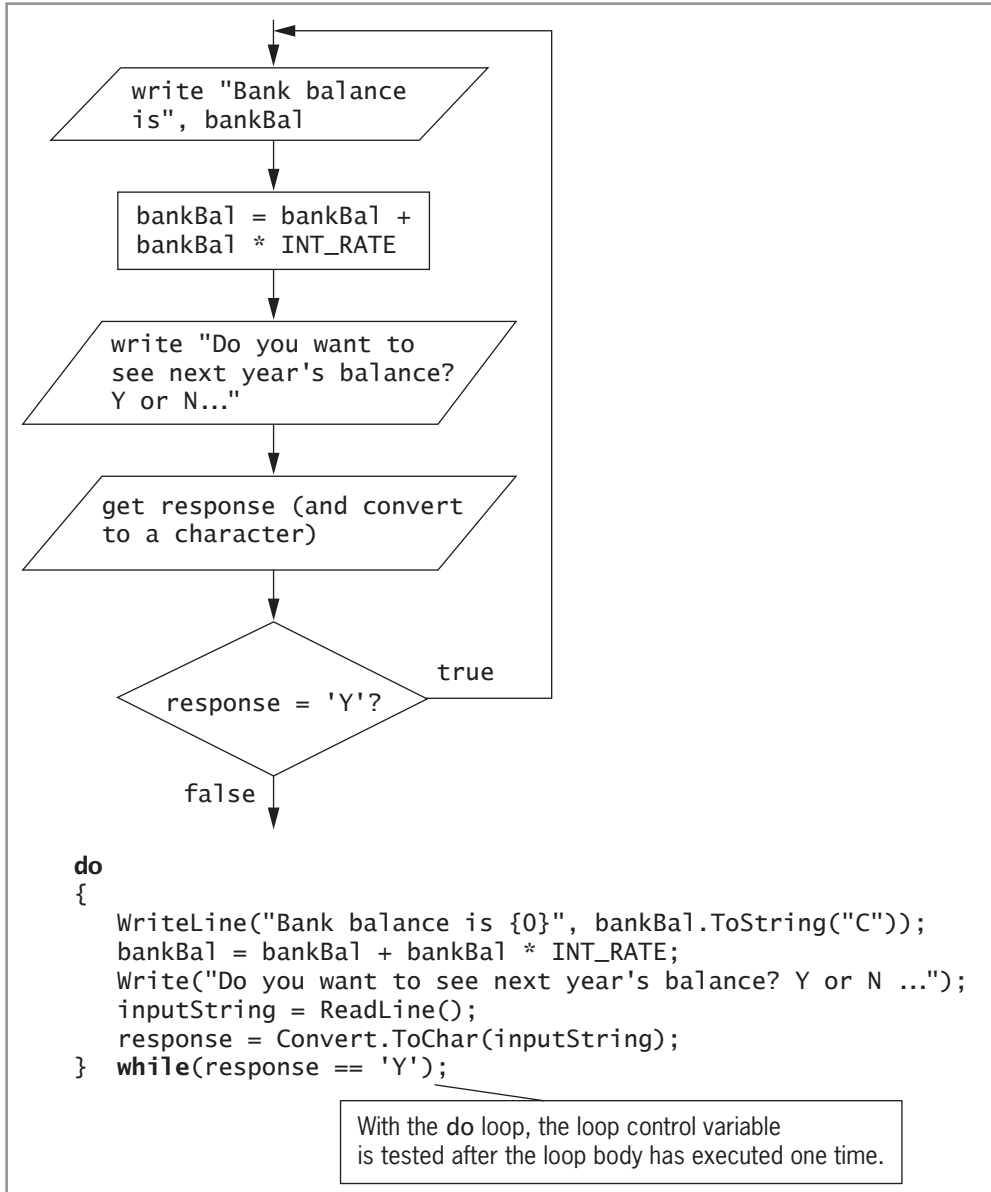 write "Bank balance
is", bankBal
bankBal = bankBal +
bankBal * INT_RATE
write "Do you want to
see next year's balance?
Y or N..."
get response (and convert
to a character)
true
response = 'Y'?
false
do
{
WriteLine("Bank balance is {0}", bankBal.ToString("C"));
bankBal = bankBal + bankBal * INT_RATE;
Write("Do you want to see next year's balance? Y or N ...");
inputString = ReadLine();
response = Convert.ToChar(inputString);
} while(response == 'Y');
With the do loop, the loop control variable
is tested after the loop body has executed one time.